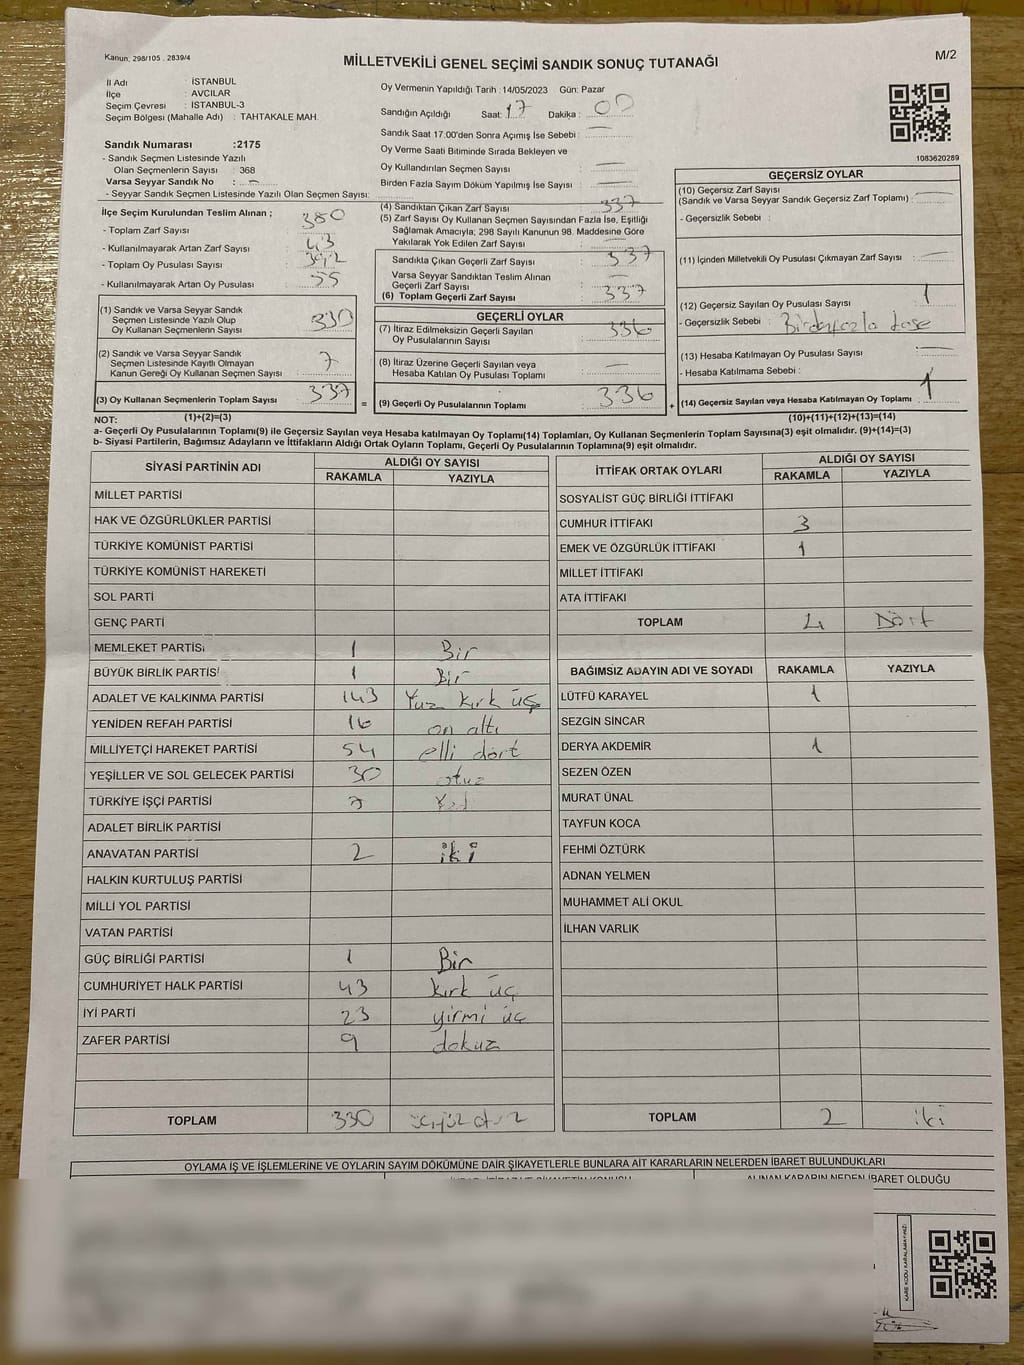 Kanun, 298/105 . 2839/4
MİLLETVEKİLİ GENEL SEÇİMİ SANDIK SONUÇ TUTANAĞI
M/2
İl Adı : İSTANBUL
İlçe : AVCILAR
Seçim Çevresi : İSTANBUL-3
Seçim Bölgesi (Mahalle Adı) : TAHTAKALE MAH.
Sandık Numarası :2175
- Sandık Seçmen Listesinde Yazılı
Olan Seçmenlerin Sayısı : 368
Varsa Seyyar Sandık No : -
- Seyyar Sandık Seçmen Listesinde Yazılı Olan Seçmen Sayısı:
Oy Vermenin Yapıldığı Tarih : 14/05/2023 Gün: Pazar
Sandığın Açıldığı Saat: 17 Dakika : 00
Sandık Saat 17.00'den Sonra Açımış İse Sebebi : -
Oy Verme Saati Bitiminde Sırada Bekleyen ve
Oy Kullandırılan Seçmen Sayısı : -
Birden Fazla Sayım Döküm Yapılmış İse Sayısı : -
1083620289
İlçe Seçim Kurulundan Teslim Alınan ;
- Toplam Zarf Sayısı : 380
- Kullanılmayarak Artan Zarf Sayısı : 43
- Toplam Oy Pusulası Sayısı : 392
- Kullanılmayarak Artan Oy Pusulası : 55
(4) Sandıktan Çıkan Zarf Sayısı : 337
(5) Zarf Sayısı Oy Kullanan Seçmen Sayısından Fazla İse, Eşitliği
Sağlamak Amacıyla; 298 Sayılı Kanunun 98. Maddesine Göre
Yakılarak Yok Edilen Zarf Sayısı : -
Sandıkta Çıkan Geçerli Zarf Sayısı : 337
Varsa Seyyar Sandıktan Teslim Alınan
Geçerli Zarf Sayısı : -
(6) Toplam Geçerli Zarf Sayısı : 337
GEÇERSİZ OYLAR
(10) Geçersiz Zarf Sayısı
(Sandık ve Varsa Seyyar Sandık Geçersiz Zarf Toplamı) : -
- Geçersizlik Sebebi :
(11) İçinden Milletvekili Oy Pusulası Çıkmayan Zarf Sayısı : -
(12) Geçersiz Sayılan Oy Pusulası Sayısı : 1
- Geçersizlik Sebebi : Birden fazla kaşe
(13) Hesaba Katılmayan Oy Pusulası Sayısı : -
- Hesaba Katılmama Sebebi :
(14) Geçersiz Sayılan veya Hesaba Katılmayan Oy Toplamı : 1
(10)+(11)+(12)+(13)=(14)
(1) Sandık ve Varsa Seyyar Sandık
Seçmen Listesinde Yazılı Olup
Oy Kullanan Seçmenlerin Sayısı : 330
(2) Sandık ve Varsa Seyyar Sandık
Seçmen Listesinde Kayıtlı Olmayan
Kanun Gereği Oy Kullanan Seçmen Sayısı : 7
(3) Oy Kullanan Seçmenlerin Toplam Sayısı : 337
=
GEÇERLİ OYLAR
(7) İtiraz Edilmeksizin Geçerli Sayılan
Oy Pusulalarının Sayısı : 336
(8) İtiraz Üzerine Geçerli Sayılan veya
Hesaba Katılan Oy Pusulası Toplamı : -
(9) Geçerli Oy Pusulalarının Toplamı : 336
+
NOT: (1)+(2)=(3)
a- Geçerli Oy Pusulalarının Toplamı(9) ile Geçersiz Sayılan veya Hesaba katılmayan Oy Toplamı(14) Toplamları, Oy Kullanan Seçmenlerin Toplam Sayısına(3) eşit olmalıdır. (9)+(14)=(3)
b- Siyasi Partilerin, Bağımsız Adayların ve İttifakların Aldığı Ortak Oyların Toplamı, Geçerli Oy Pusulalarının Toplamına(9) eşit olmalıdır.
SİYASİ PARTİNİN ADI ALDIĞI OY SAYISI
RAKAMLA YAZIYLA
MİLLET PARTİSİ
HAK VE ÖZGÜRLÜKLER PARTİSİ
TÜRKİYE KOMÜNİST PARTİSİ
TÜRKİYE KOMÜNİST HAREKETİ
SOL PARTİ
GENÇ PARTİ
MEMLEKET PARTİSİ 1 Bir
BÜYÜK BİRLİK PARTİSİ 1 Bir
ADALET VE KALKINMA PARTİSİ 143 Yüz kırk üç
YENİDEN REFAH PARTİSİ 16 on altı
MİLLİYETÇİ HAREKET PARTİSİ 54 elli dört
YEŞİLLER VE SOL GELECEK PARTİSİ 30 otuz
TÜRKİYE İŞÇİ PARTİSİ 7 Yedi
ADALET BİRLİK PARTİSİ
ANAVATAN PARTİSİ 2 iki
HALKIN KURTULUŞ PARTİSİ
MİLLİ YOL PARTİSİ
VATAN PARTİSİ
GÜÇ BİRLİĞİ PARTİSİ 1 Bir
CUMHURİYET HALK PARTİSİ 43 kırk üç
İYİ PARTİ 23 yirmi üç
ZAFER PARTİSİ 9 dokuz
TOPLAM 330 üçyüz otuz
İTTİFAK ORTAK OYLARI ALDIĞI OY SAYISI
RAKAMLA YAZIYLA
SOSYALİST GÜÇ BİRLİĞİ İTTİFAKI
CUMHUR İTTİFAKI 3
EMEK VE ÖZGÜRLÜK İTTİFAKI 1
MİLLET İTTİFAKI
ATA İTTİFAKI
TOPLAM 4 Dört
BAĞIMSIZ ADAYIN ADI VE SOYADI RAKAMLA YAZIYLA
LÜTFÜ KARAYEL 1
SEZGİN SİNCAR
DERYA AKDEMİR 1
SEZEN ÖZEN
MURAT ÜNAL
TAYFUN KOCA
FEHMİ ÖZTÜRK
ADNAN YELMEN
MUHAMMET ALİ OKUL
İLHAN VARLIK
TOPLAM 2 iki
OYLAMA İŞ VE İŞLEMLERİNE VE OYLARIN SAYIM DÖKÜMÜNE DAİR ŞİKAYETLERLE BUNLARA AİT KARARLARIN NELERDEN İBARET BULUNDUKLARI
ALINAN KARARIN NEDEN İBARET OLDUĞU
KARE KODU KARALAMAYINIZ!